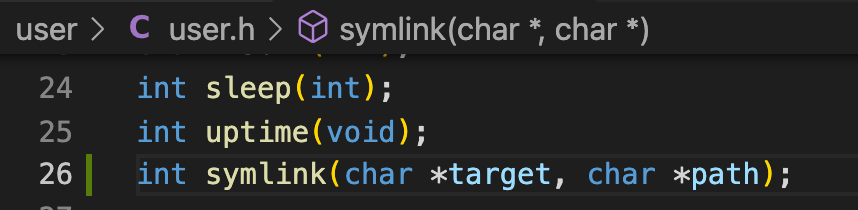 user > C user.h > symlink(char *, char *)
24 int sleep(int);
25 int uptime(void);
26 int symlink(char *target, char *path);